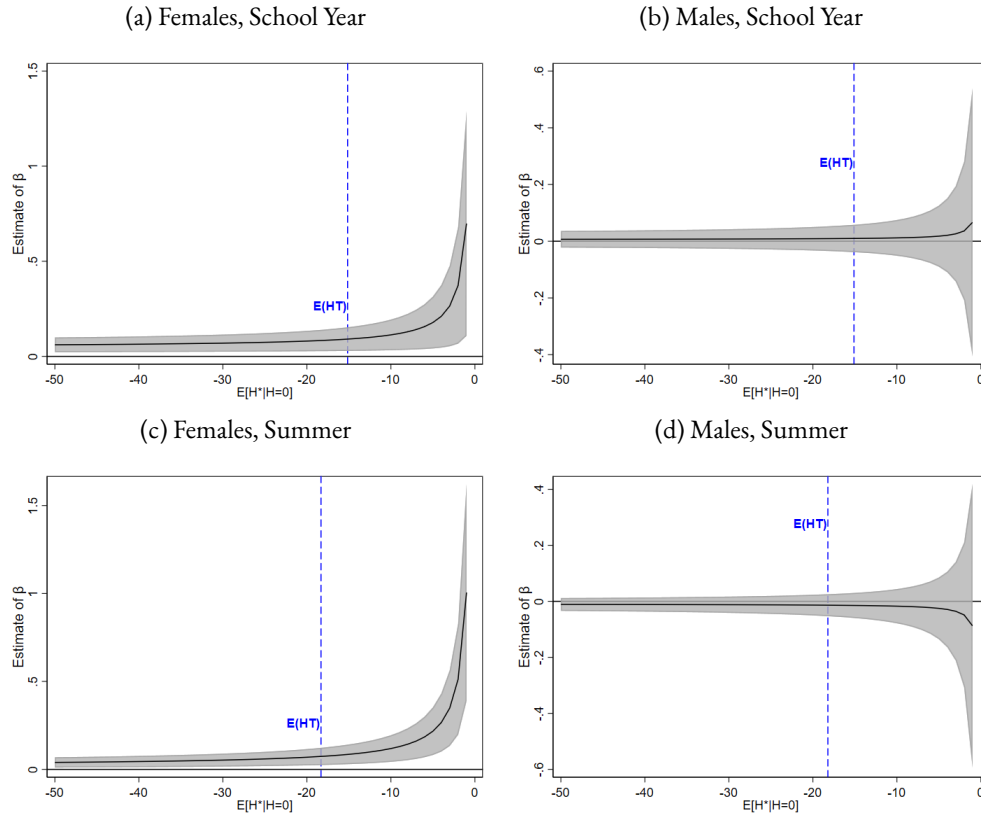 (a) Females, School Year
(b) Males, School Year
Estimate of β
1.5
1
.5
0
E(HT)
-50 -40 -30 -20 -10 0
E[H*|H=0]
Estimate of β
.6
.4
.2
0
-.2
-.4
E(HT)
-50 -40 -30 -20 -10 0
E[H*|H=0]
(c) Females, Summer
(d) Males, Summer
Estimate of β
1.5
1
.5
0
E(HT)
-50 -40 -30 -20 -10 0
E[H*|H=0]
Estimate of β
.4
.2
0
-.2
-.4
-.6
E(HT)
-50 -40 -30 -20 -10 0
E[H*|H=0]